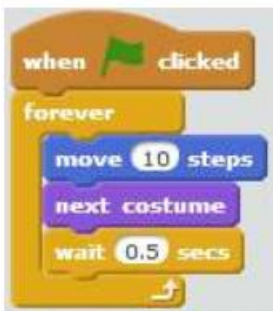 when clicked
forever
move 10 steps
next costume
wait 0.5 secs